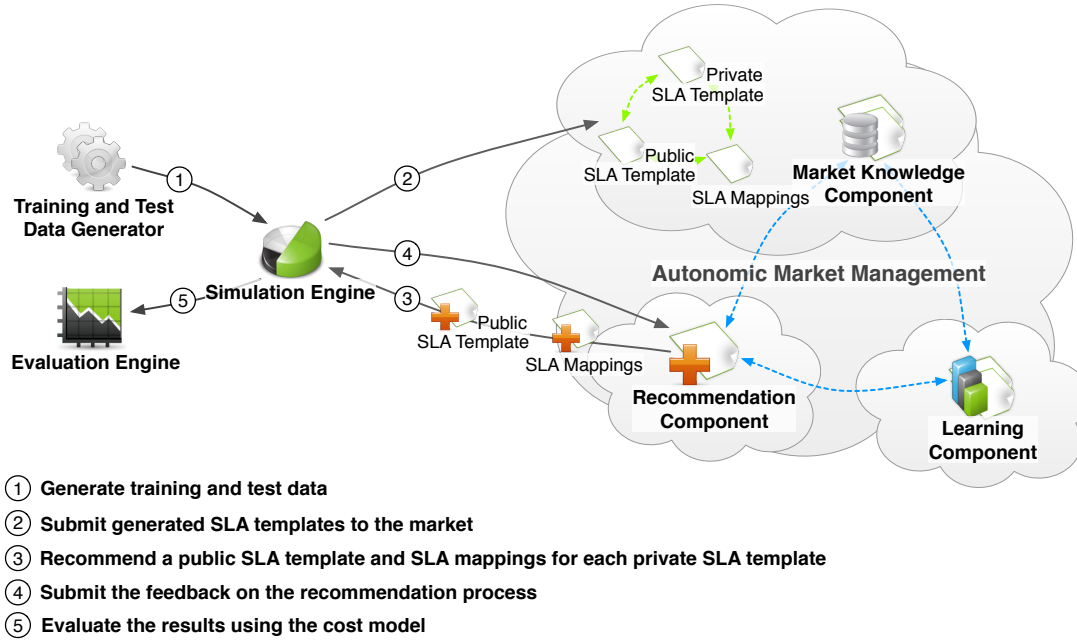 Private
SLA Template
Public
SLA Template
SLA Mappings
Market Knowledge
Component
1
2
Training and Test
Data Generator
4
Autonomic Market Management
Simulation Engine
3
5
Public
SLA Template
SLA Mappings
Evaluation Engine
Recommendation
Component
Learning
Component
1 Generate training and test data
2 Submit generated SLA templates to the market
3 Recommend a public SLA template and SLA mappings for each private SLA template
4 Submit the feedback on the recommendation process
5 Evaluate the results using the cost model